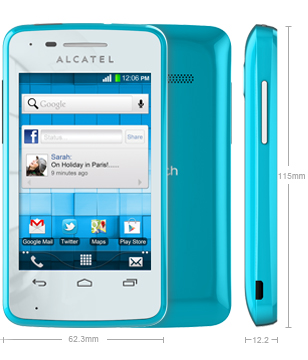 ALCATEL
12:06 PM
Google
Status...
Share
Sarah:
On Holiday in Paris!......
9 minutes ago
Google Mail Twitter Maps Play Store
115mm
62.3mm
12.2